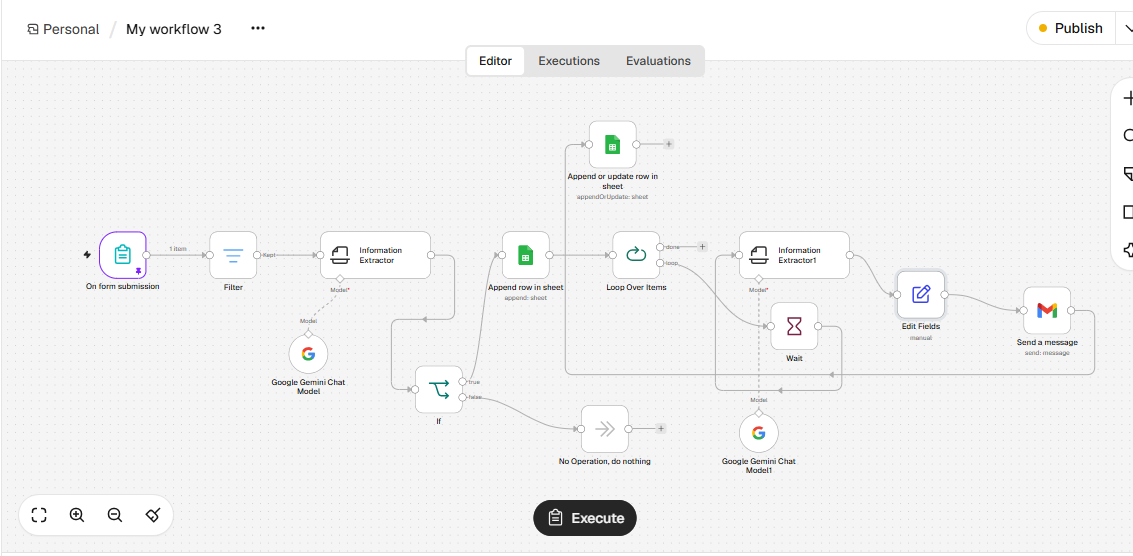 Personal / My workflow 3 ...
Publish
Editor
Executions
Evaluations
Append or update row in
sheet
appendOrUpdate: sheet
1 item
On form submission
Kept
Filter
Information
Extractor
Model*
Model
Google Gemini Chat
Model
Append row in sheet
append: sheet
done
loop
Loop Over Items
Information
Extractor1
Model*
Wait
Edit Fields
manual
Send a message
send: message
true
false
If
No Operation, do nothing
Model
Google Gemini Chat
Model1
Execute